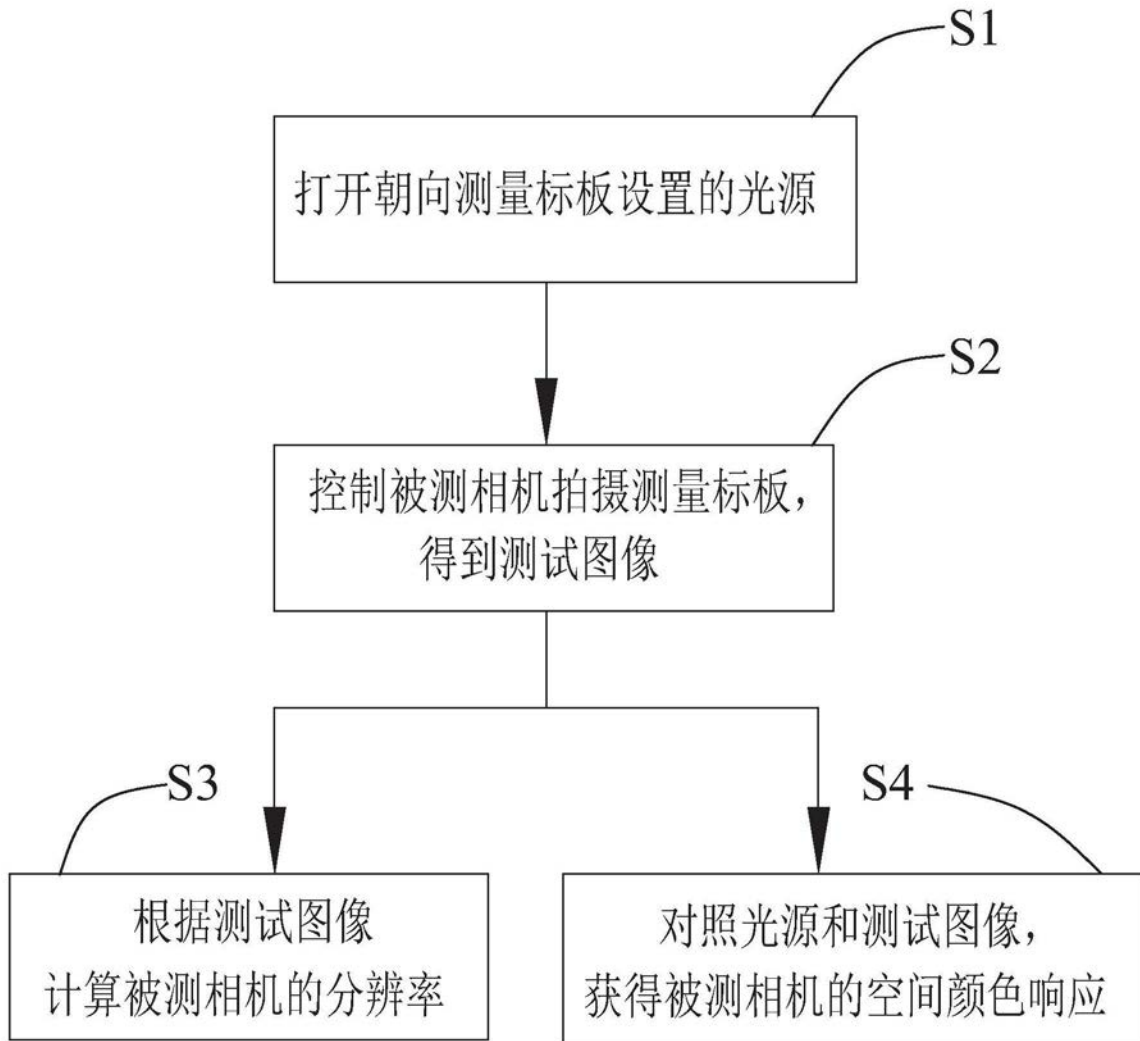 S1
打开朝向测量标板设置的光源
S2
控制被测相机拍摄测量标板，
得到测试图像
S3
根据测试图像
计算被测相机的分辨率
S4
对照光源和测试图像，
获得被测相机的空间颜色响应